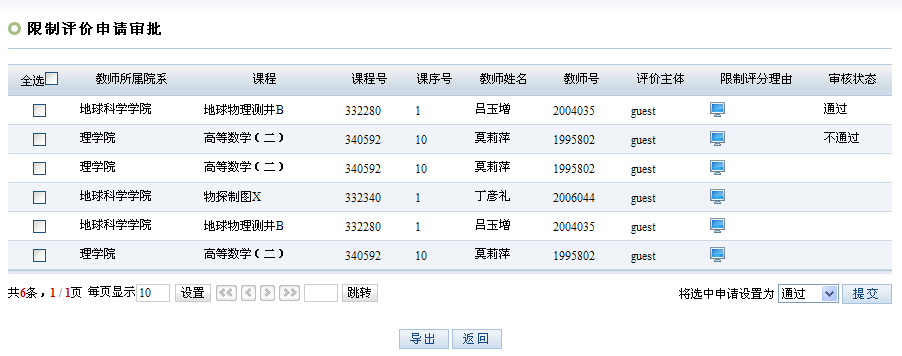 限制评价申请审批
全选 教师所属院系 课程 课程号 课序号 教师姓名 教师号 评价主体 限制评分理由 审核状态
地球科学学院 地球物理测井B 332280 1 吕玉增 2004035 guest 通过
理学院 高等数学（二） 340592 10 莫莉萍 1995802 guest 不通过
理学院 高等数学（二） 340592 10 莫莉萍 1995802 guest
地球科学学院 物探制图X 332340 1 丁彦礼 2006044 guest
地球科学学院 地球物理测井B 332280 1 吕玉增 2004035 guest
理学院 高等数学（二） 340592 10 莫莉萍 1995802 guest
共6条，1 / 1页 每页显示 10 设置 跳转 将选中申请设置为 通过 提交
导出 返回